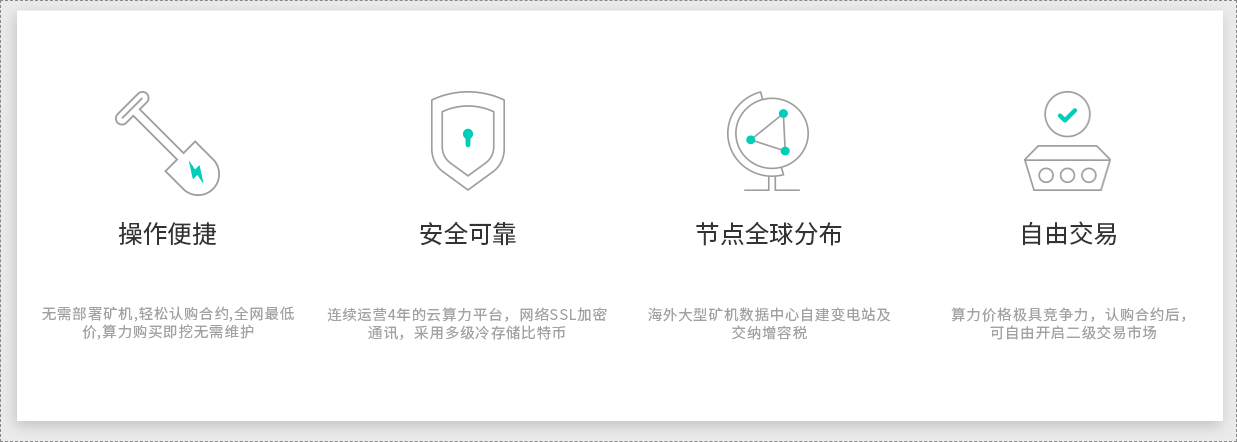 操作便捷
无需部署矿机,轻松认购合约,全网最低
价,算力购买即挖无需维护
安全可靠
连续运营4年的云算力平台，网络SSL加密
通讯，采用多级冷存储比特币
节点全球分布
海外大型矿机数据中心自建变电站及
交纳增容税
自由交易
算力价格极具竞争力，认购合约后，
可自由开启二级交易市场